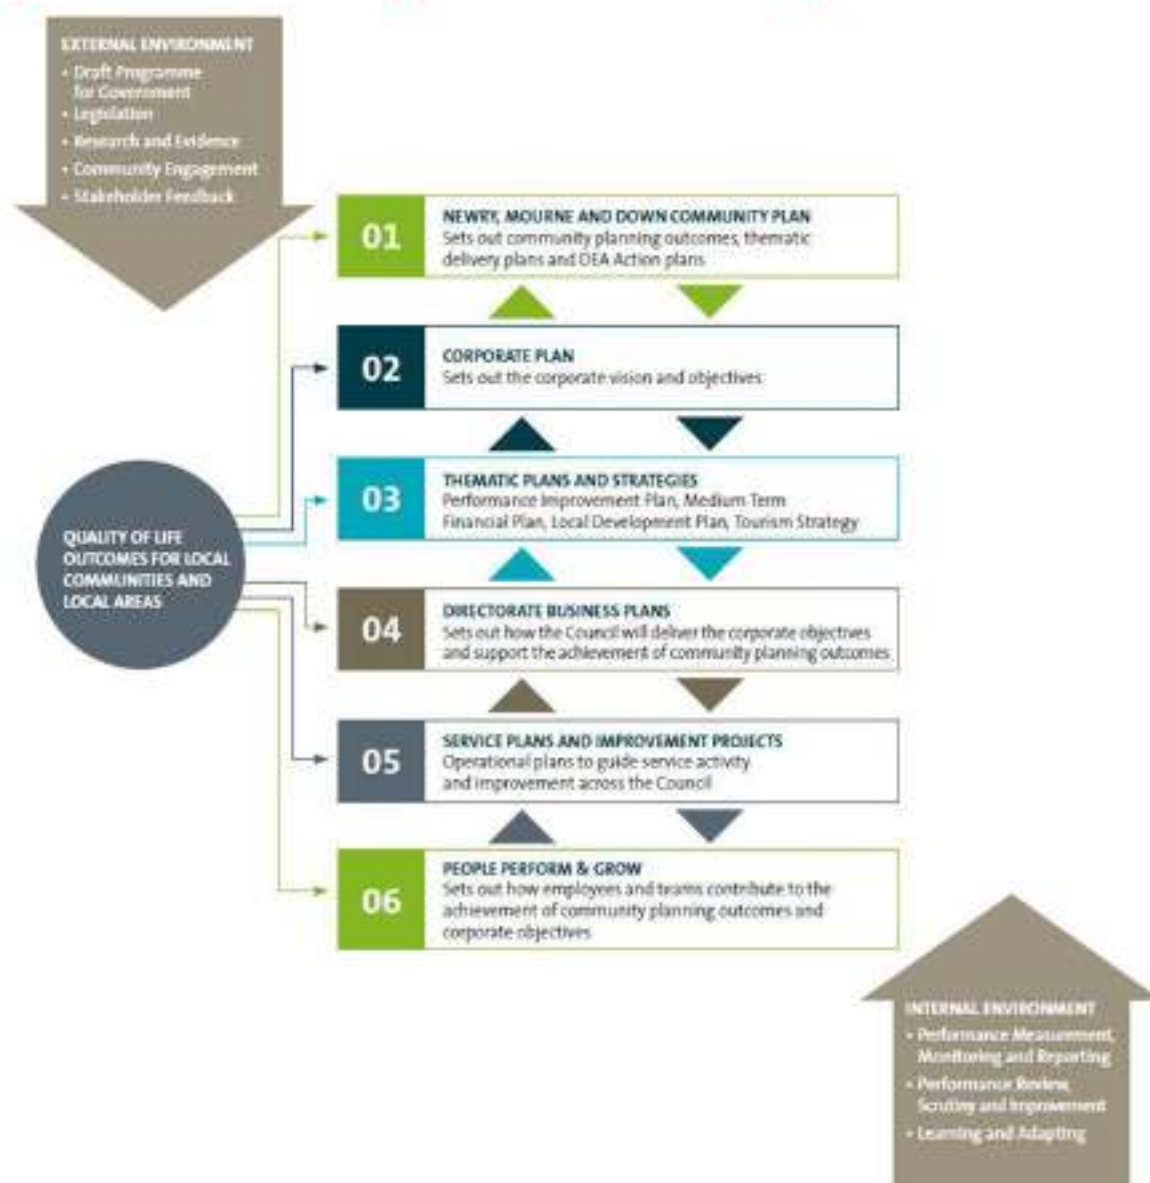 EXTERNAL ENVIRONMENT
• Draft Programme
for Government
• Legislation
• Research and Evidence
• Community Engagement
• Stakeholder Feedback
01
NEWRY, MOURNE AND DOWN COMMUNITY PLAN
Sets out community planning outcomes, thematic
delivery plans and DEA Action plans
02
CORPORATE PLAN
Sets out the corporate vision and objectives
03
THEMATIC PLANS AND STRATEGIES
Performance Improvement Plan, Medium Term
Financial Plan, Local Development Plan, Tourism Strategy
QUALITY OF LIFE
OUTCOMES FOR LOCAL
COMMUNITIES AND
LOCAL AREAS
04
DIRECTORATE BUSINESS PLANS
Sets out how the Council will deliver the corporate objectives
and support the achievement of community planning outcomes
05
SERVICE PLANS AND IMPROVEMENT PROJECTS
Operational plans to guide service activity
and improvement across the Council
06
PEOPLE PERFORM & GROW
Sets out how employees and teams contribute to the
achievement of community planning outcomes and
corporate objectives
INTERNAL ENVIRONMENT
• Performance Measurement,
Monitoring and Reporting
• Performance Review,
Scrutiny and Improvement
• Learning and Adapting